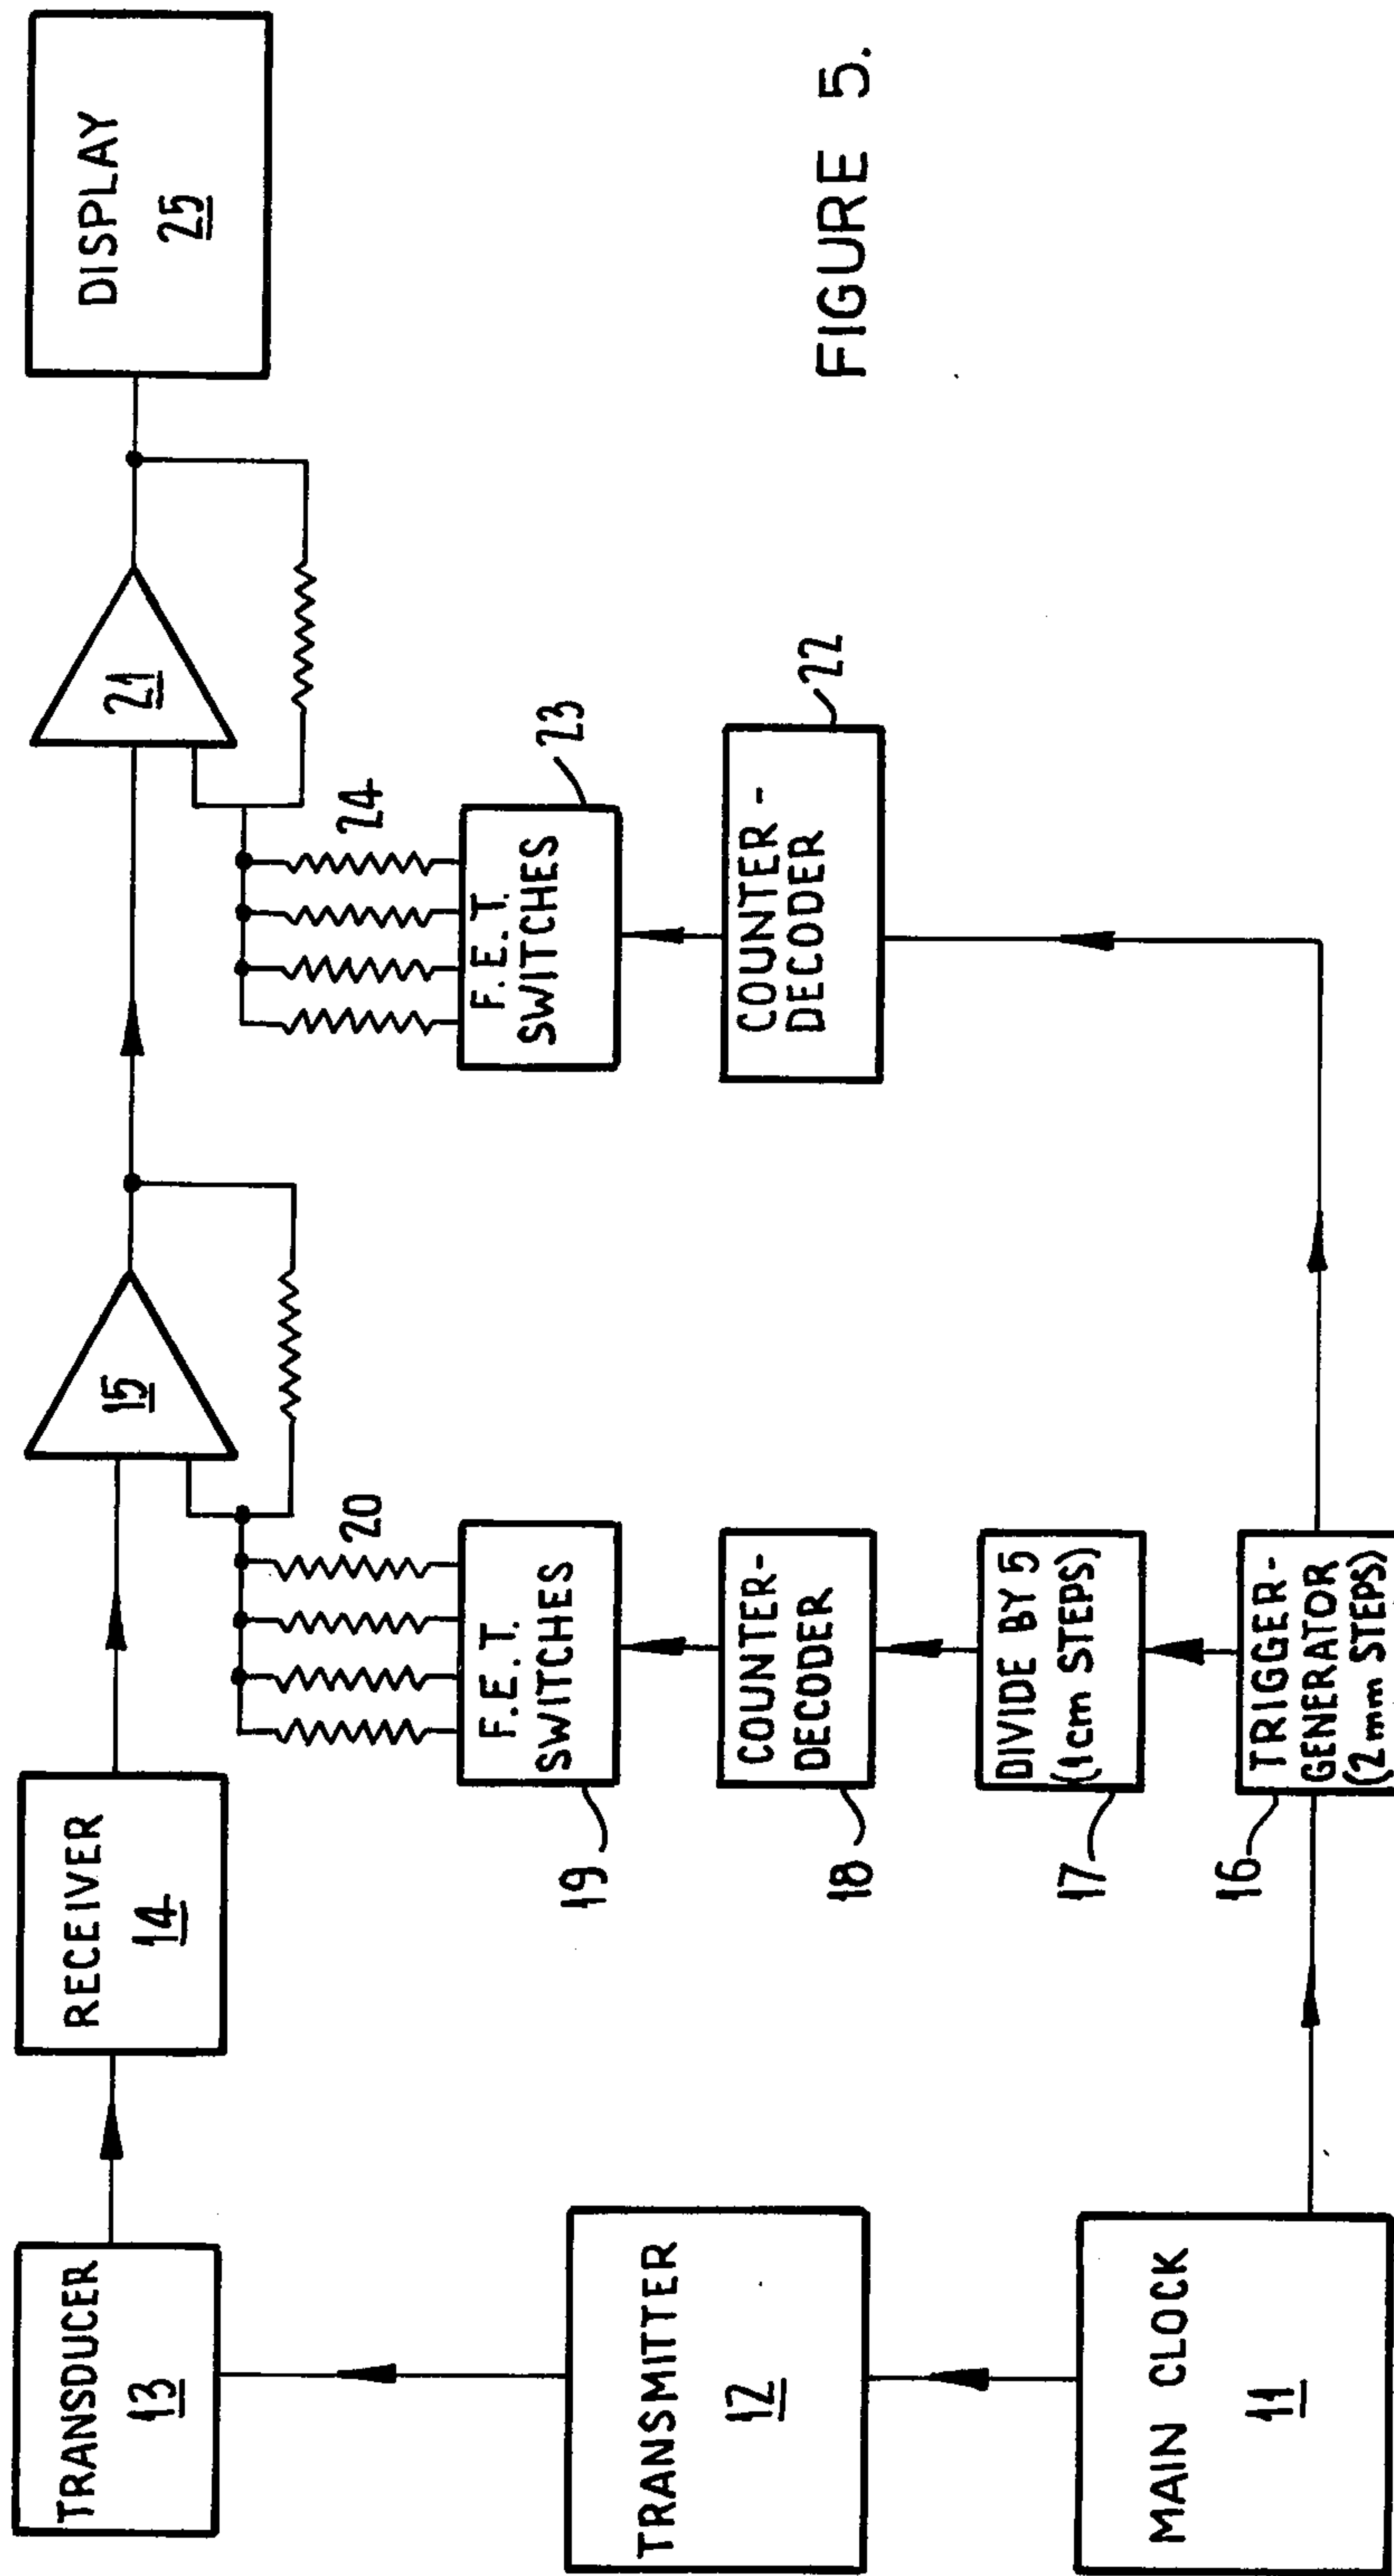 TRANSDUCER
13
RECEIVER
14
15
21
DISPLAY
25
20
24
TRANSMITTER
12
F.E.T.
SWITCHES
19
F.E.T.
SWITCHES
23
COUNTER-
DECODER
18
COUNTER-
DECODER
22
DIVIDE BY 5
(1cm STEPS)
17
MAIN CLOCK
11
TRIGGER-
GENERATOR
(2mm STEPS)
16
FIGURE 5.